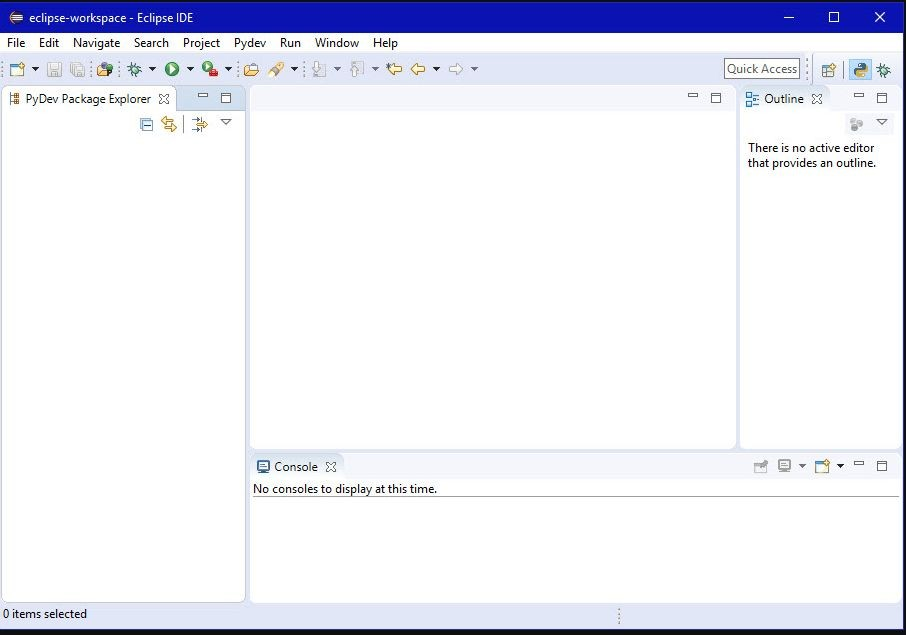 eclipse-workspace - Eclipse IDE
File Edit Navigate Search Project Pydev Run Window Help
Quick Access
PyDev Package Explorer
Outline
There is no active editor
that provides an outline.
Console
No consoles to display at this time.
0 items selected